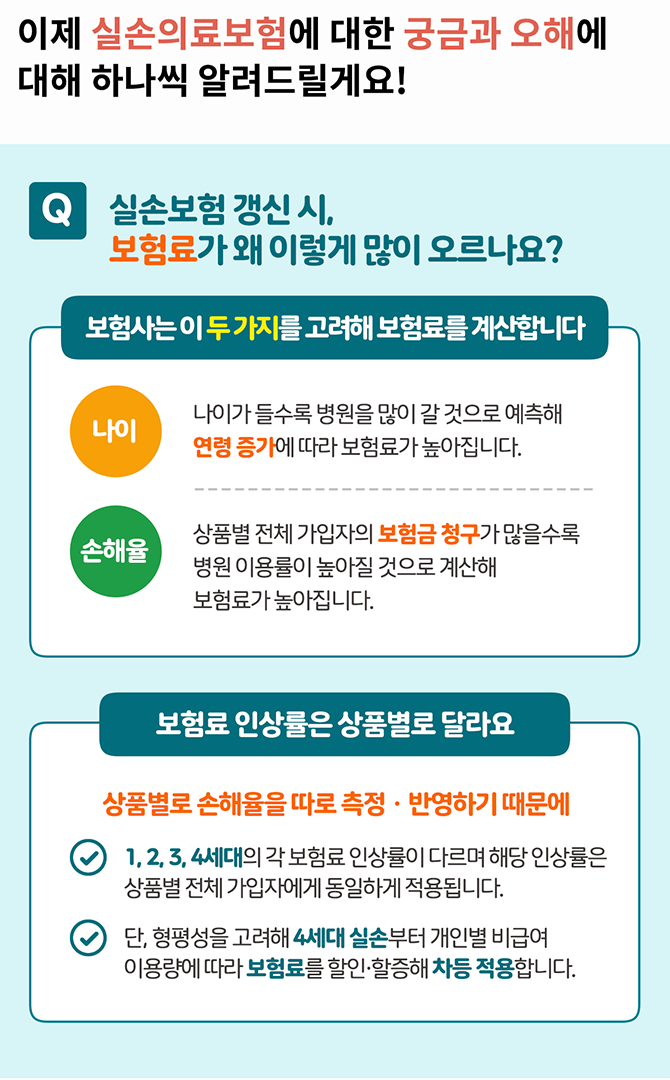 이제 실손의료보험에 대한 궁금과 오해에
대해 하나씩 알려드릴게요!
Q
실손보험 갱신 시,
보험료가 왜 이렇게 많이 오르나요?
보험사는 이 두 가지를 고려해 보험료를 계산합니다
나이
나이가 들수록 병원을 많이 갈 것으로 예측해
연령 증가에 따라 보험료가 높아집니다.
손해율
상품별 전체 가입자의 보험금 청구가 많을수록
병원 이용률이 높아질 것으로 계산해
보험료가 높아집니다.
보험료 인상률은 상품별로 달라요
상품별로 손해율을 따로 측정 · 반영하기 때문에
1, 2, 3, 4세대의 각 보험료 인상률이 다르며 해당 인상률은
상품별 전체 가입자에게 동일하게 적용됩니다.
단, 형평성을 고려해 4세대 실손부터 개인별 비급여
이용량에 따라 보험료를 할인·할증해 차등 적용합니다.